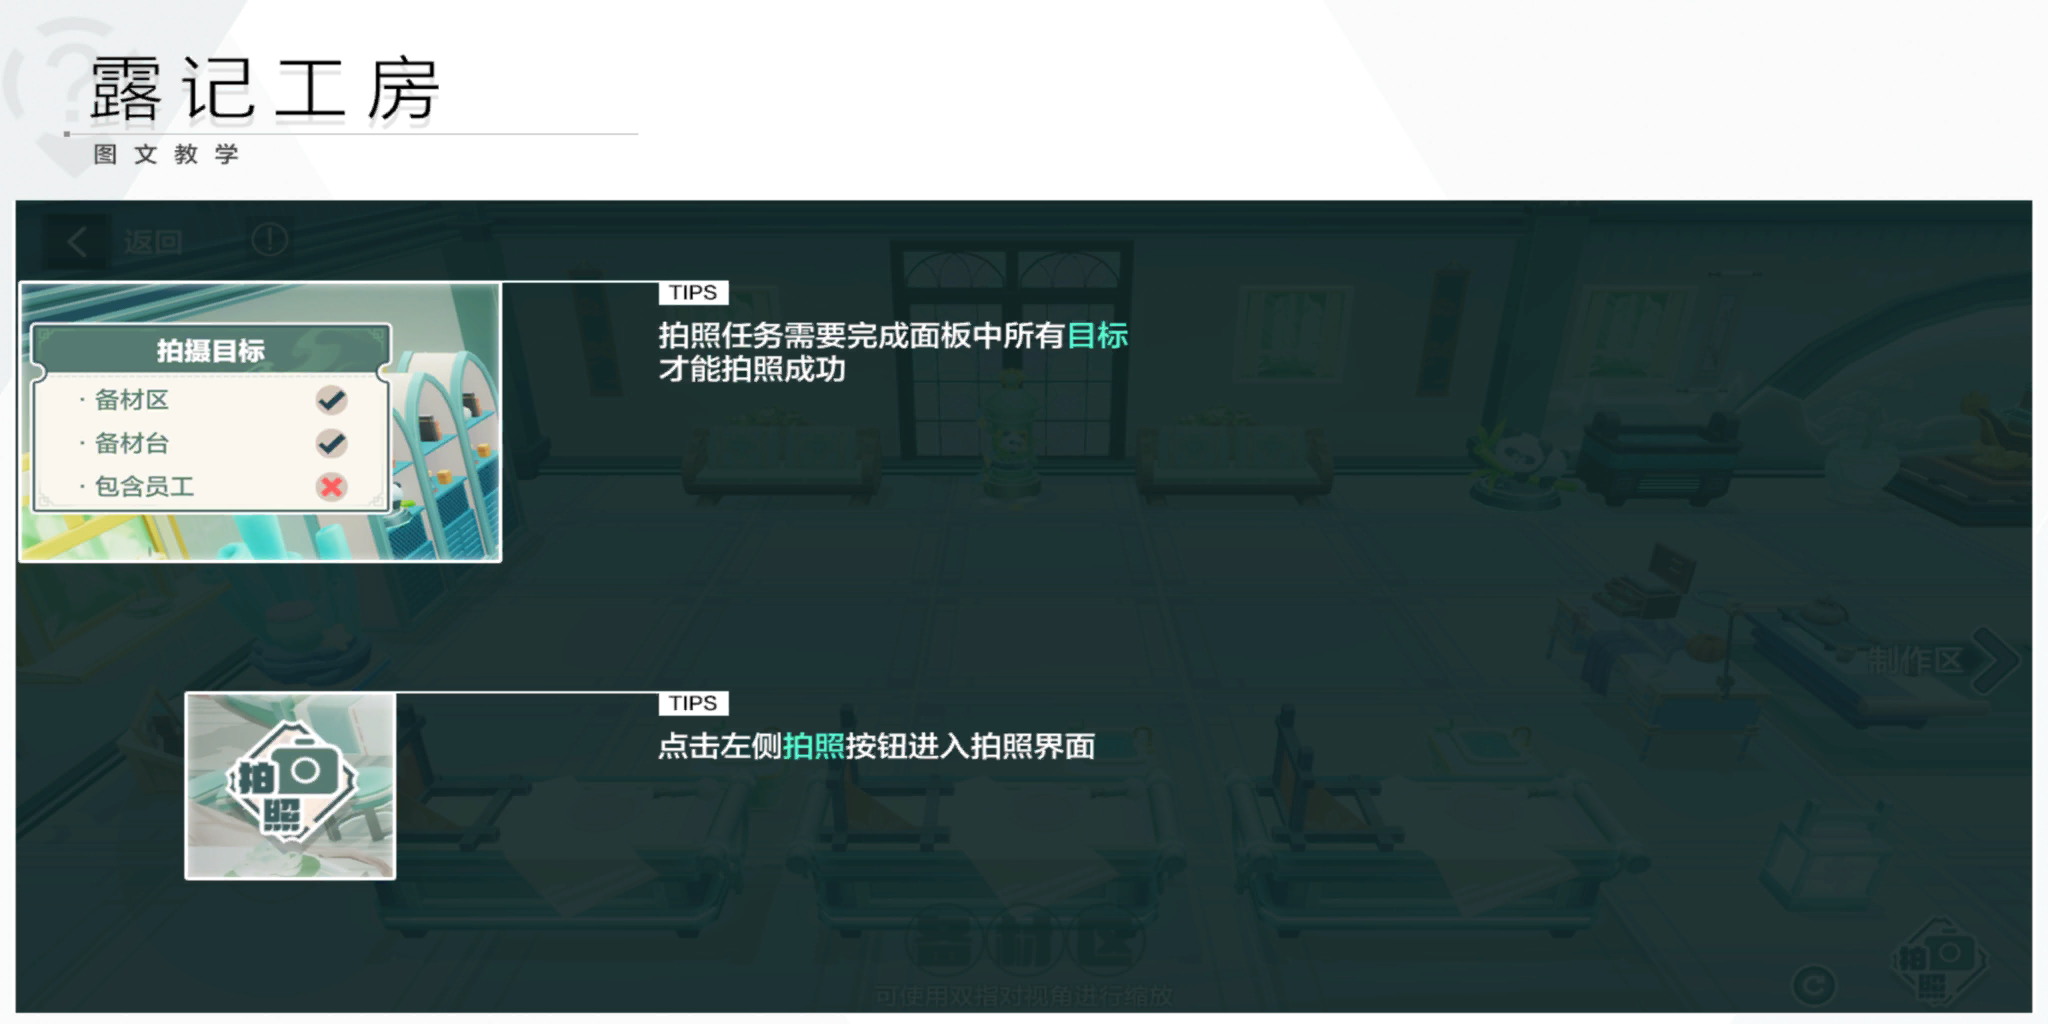 露记工房
图文教学
返回
TIPS
拍照任务需要完成面板中所有目标
才能拍照成功
拍摄目标
· 备材区
· 备材台
· 包含员工
制作区
TIPS
点击左侧拍照按钮进入拍照界面
拍照
备材区
可使用双指对视角进行缩放
拍照